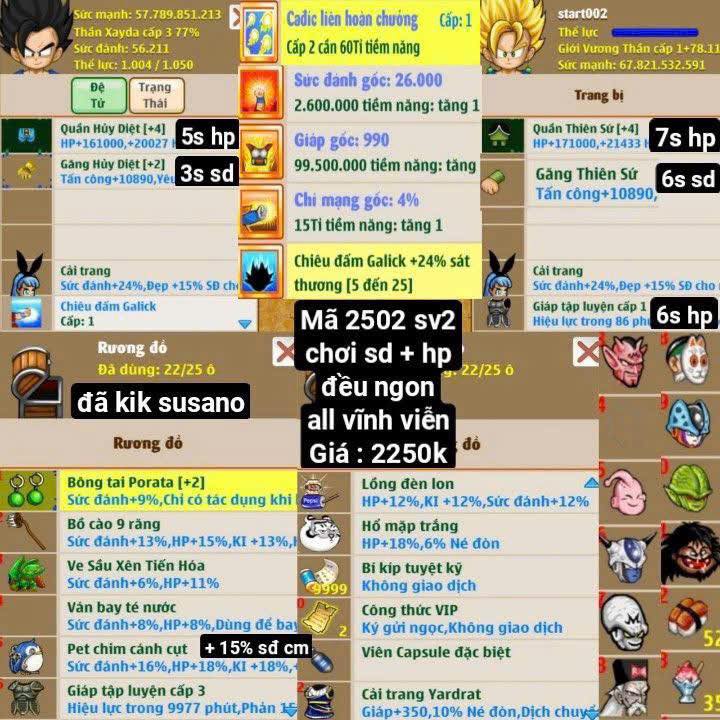 Sức mạnh: 57.789.851.213
Thần Xayda cấp 3 77%
Sức đánh: 56.211
Thể lực: 1.004 / 1.050
Đệ
Tử
Trạng
Thái
Quần Hủy Diệt [+4]
HP+161000,+20027
5s hp
Găng Hủy Diệt [+2]
Tấn công+10890,Yêu
3s sd
Cải trang
Sức đánh+24%,Đẹp +15% SĐ cho
Chiêu đấm Galick
Cấp: 1
Cađic liên hoàn chưởng
Cấp: 1
Cấp 2 cần 60Tỉ tiềm năng
Sức đánh gốc: 26.000
2.600.000 tiềm năng: tăng 1
Giáp gốc: 990
99.500.000 tiềm năng: tăng
Chí mạng gốc: 4%
15Tỉ tiềm năng: tăng 1
Chiêu đấm Galick +24% sát
thương [5 đến 25]
start002
Thể lực
Giới Vương Thần cấp 1+78.11
Sức mạnh: 67.821.532.591
Trang bị
Quần Thiên Sứ [+4]
HP+171000,+21433
7s hp
Găng Thiên Sứ
Tấn công+10890,
6s sd
Cải trang
Sức đánh+24%,Đẹp +15% SĐ cho
Giáp tập luyện cấp 1
Hiệu lực trong 86 ph
6s hp
Mã 2502 sv2
chơi sd + hp
đều ngon
all vĩnh viễn
Giá : 2250k
Rương đồ
Đã dùng: 22/25 ô
đã kik susano
Rương đồ
Bông tai Porata [+2]
Sức đánh+9%,Chỉ có tác dụng khi
Bồ cào 9 răng
Sức đánh+13%,HP+15%,KI +13%,
Ve Sầu Xên Tiến Hóa
Sức đánh+6%,HP+11%
Ván bay té nước
Sức đánh+8%,HP+8%,Dùng để bay
Pet chim cánh cụt
+ 15% sđ cm
Sức đánh+16%,HP+18%,KI +18%,
Giáp tập luyện cấp 3
Hiệu lực trong 9977 phút,Phản 15
g: 22/25 ô
đồ
Lồng đèn lon
HP+12%,KI +12%,Sức đánh+12%
Hổ mập trắng
HP+18%,6% Né đòn
Bí kíp tuyệt kỹ
Không giao dịch
9999
Công thức VIP
Ký gửi ngọc,Không giao dịch
2
Viên Capsule đặc biệt
Cải trang Yardrat
Giáp+350,10% Né đòn,Dịch chuy
52
35